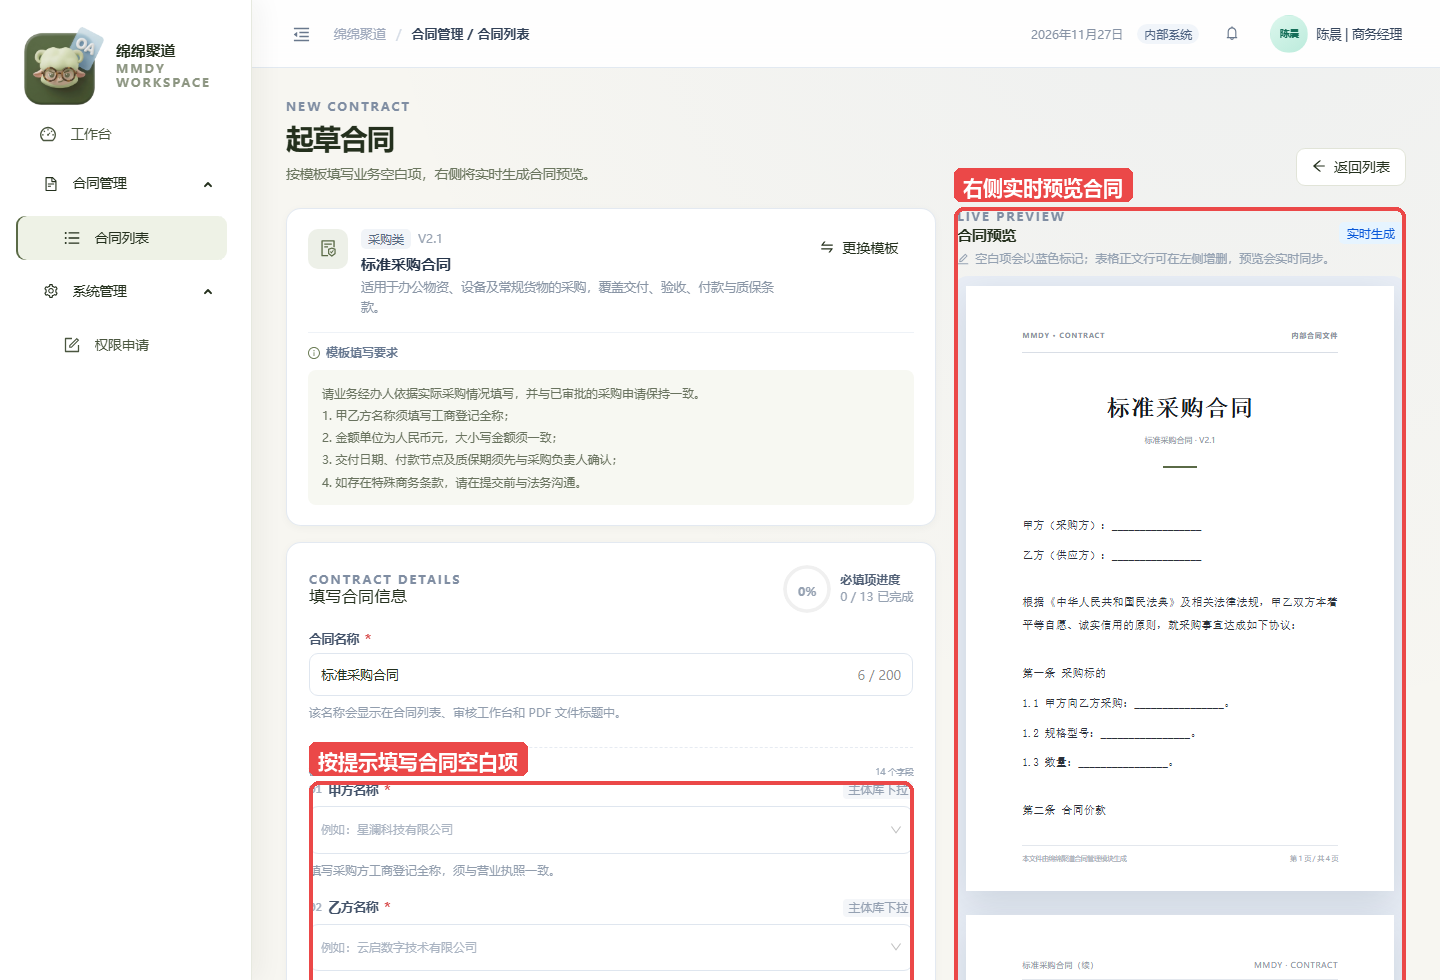 QA
绵绵聚道
MMDY
WORKSPACE
工作台
合同管理
合同列表
系统管理
权限申请
绵绵聚道 / 合同管理 / 合同列表
2026年11月27日
内部系统
陈晨
陈晨 | 商务经理
NEW CONTRACT
起草合同
按模板填写业务空白项，右侧将实时生成合同预览。
返回列表
采购类 V2.1
标准采购合同
适用于办公物资、设备及常规货物的采购，覆盖交付、验收、付款与质保条
款。
更换模板
模板填写要求
请业务经办人依据实际采购情况填写，并与已审批的采购申请保持一致。
1. 甲乙方名称须填写工商登记全称；
2. 金额单位为人民币元，大小写金额须一致；
3. 交付日期、付款节点及质保期须先与采购负责人确认；
4. 如存在特殊商务条款，请在提交前与法务沟通。
CONTRACT DETAILS
填写合同信息
0%
必填项进度
0 / 13 已完成
合同名称 *
标准采购合同
6 / 200
该名称会显示在合同列表、审核工作台和 PDF 文件标题中。
按提示填写合同空白项
14 个字段
甲方名称 *
主体库下拉
例如：星澜科技有限公司
填写采购方工商登记全称，须与营业执照一致。
02 乙方名称 *
主体库下拉
例如：云启数字技术有限公司
右侧实时预览合同
LIVE PREVIEW
合同预览
实时生成
空白项会以蓝色标记；表格正文行可在左侧增删，预览会实时同步。
MMDY · CONTRACT
内部合同文件
标准采购合同
标准采购合同 · V2.1
甲方（采购方）：________________
乙方（供应方）：________________
根据《中华人民共和国民法典》及相关法律法规，甲乙双方本着
平等自愿、诚实信用的原则，就采购事宜达成如下协议：
第一条 采购标的
1.1 甲方向乙方采购：________________。
1.2 规格型号：________________。
1.3 数量：________________。
第二条 合同价款
本文件由绵绵聚道合同管理模块生成
第 1 页 / 共 4 页
标准采购合同（续）
MMDY · CONTRACT